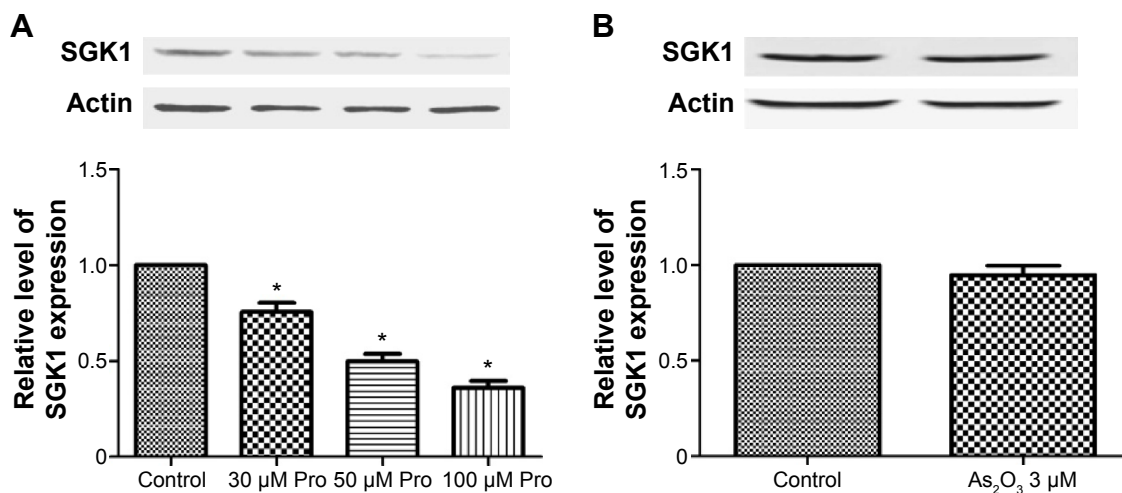 A
SGK1
Actin
Relative level of
SGK1 expression
1.5
1.0
0.5
0
*
*
*
Control
30 µM Pro
50 µM Pro
100 µM Pro
B
SGK1
Actin
Relative level of
SGK1 expression
1.5
1.0
0.5
0
Control
As₂O₃ 3 µM